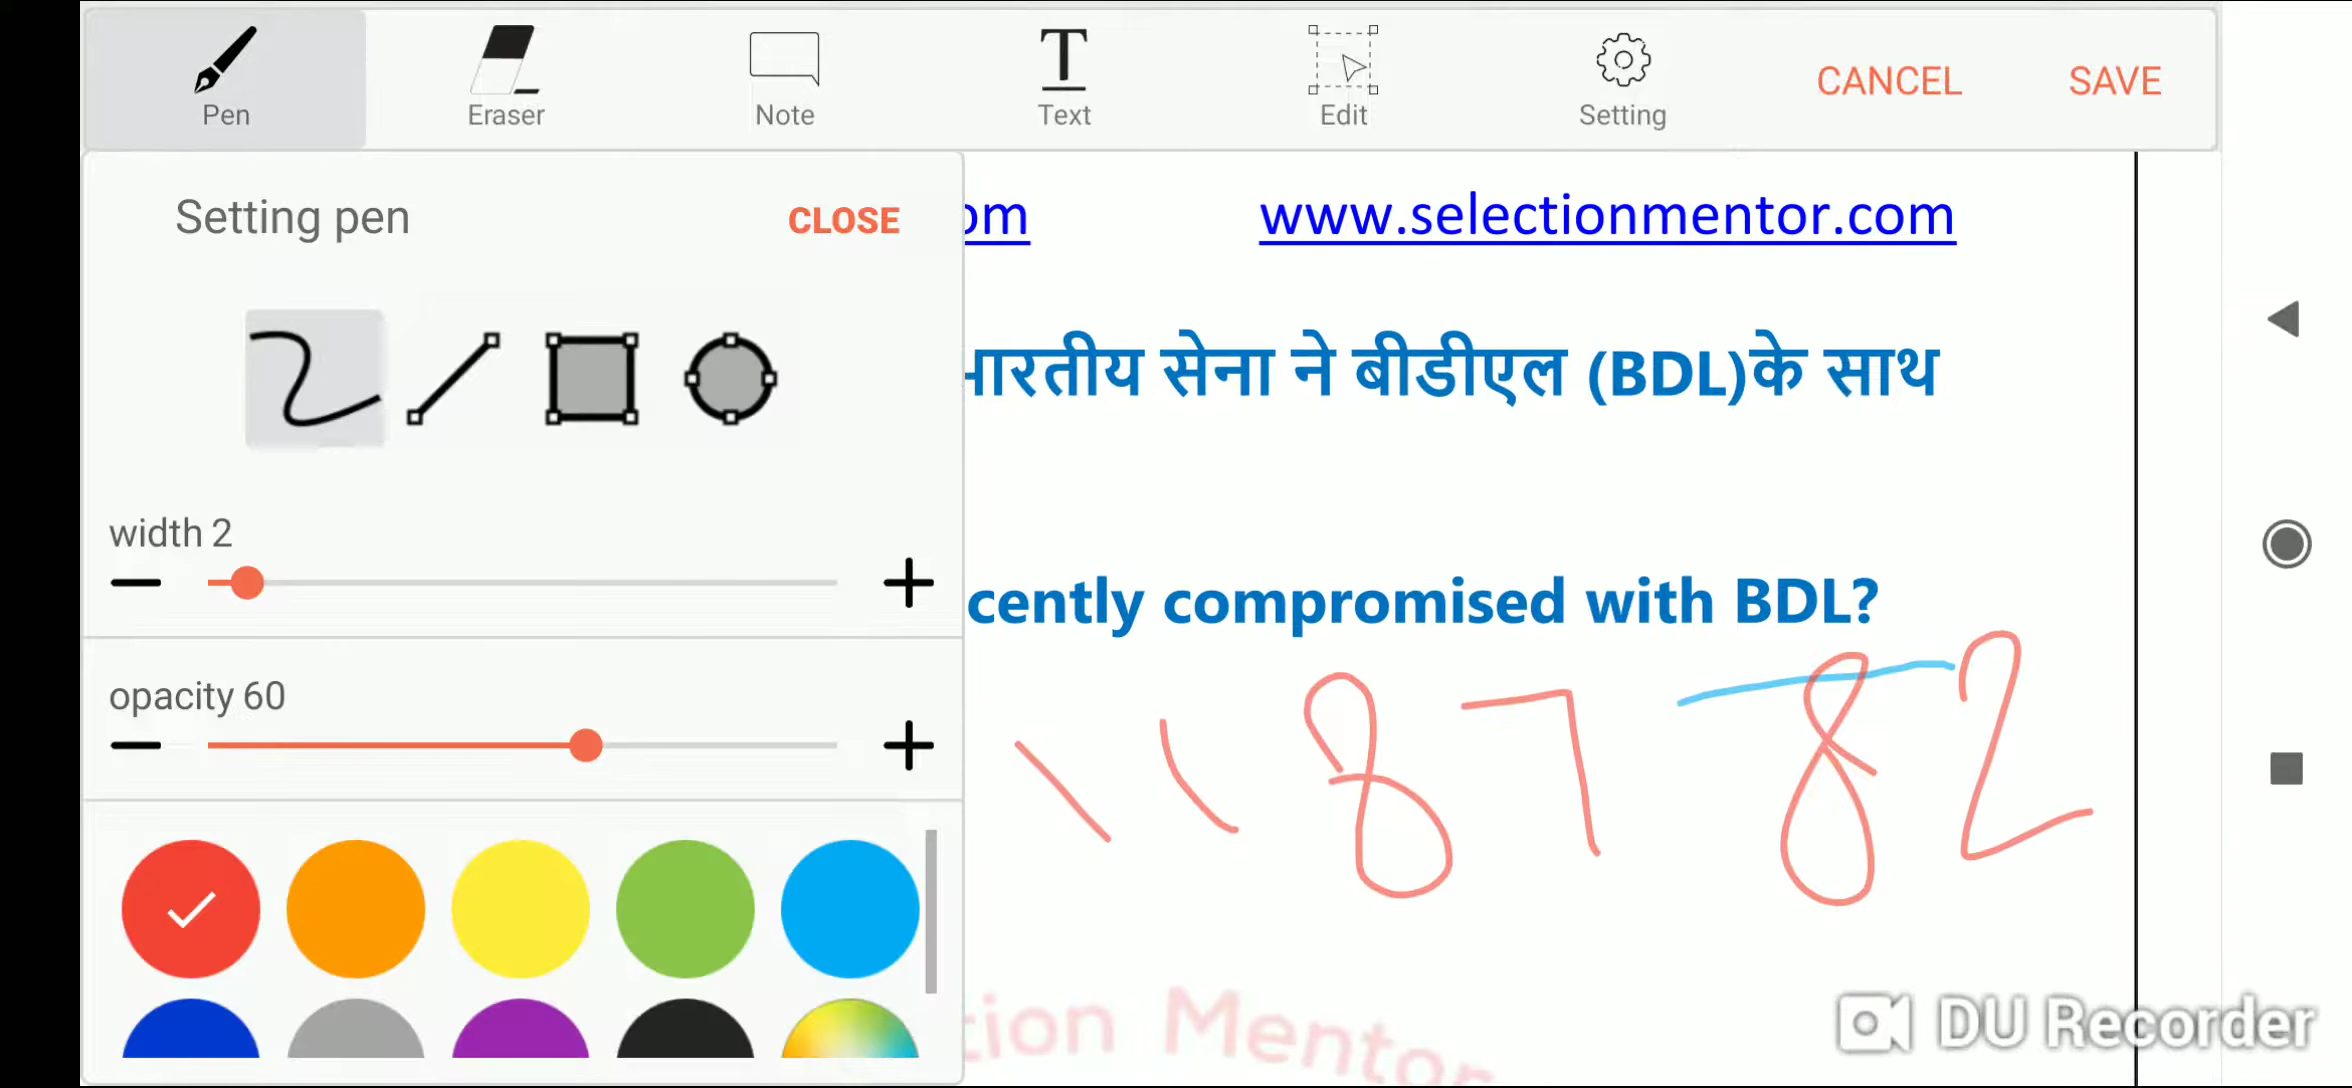 Pen Eraser Note Text Edit Setting CANCEL SAVE
Setting pen CLOSE
om www.selectionmentor.com
भारतीय सेना ने बीडीएल (BDL)के साथ
width 2
cently compromised with BDL?
opacity 60
\ \ 8 7 8 2
tion Mentor
DU Recorder